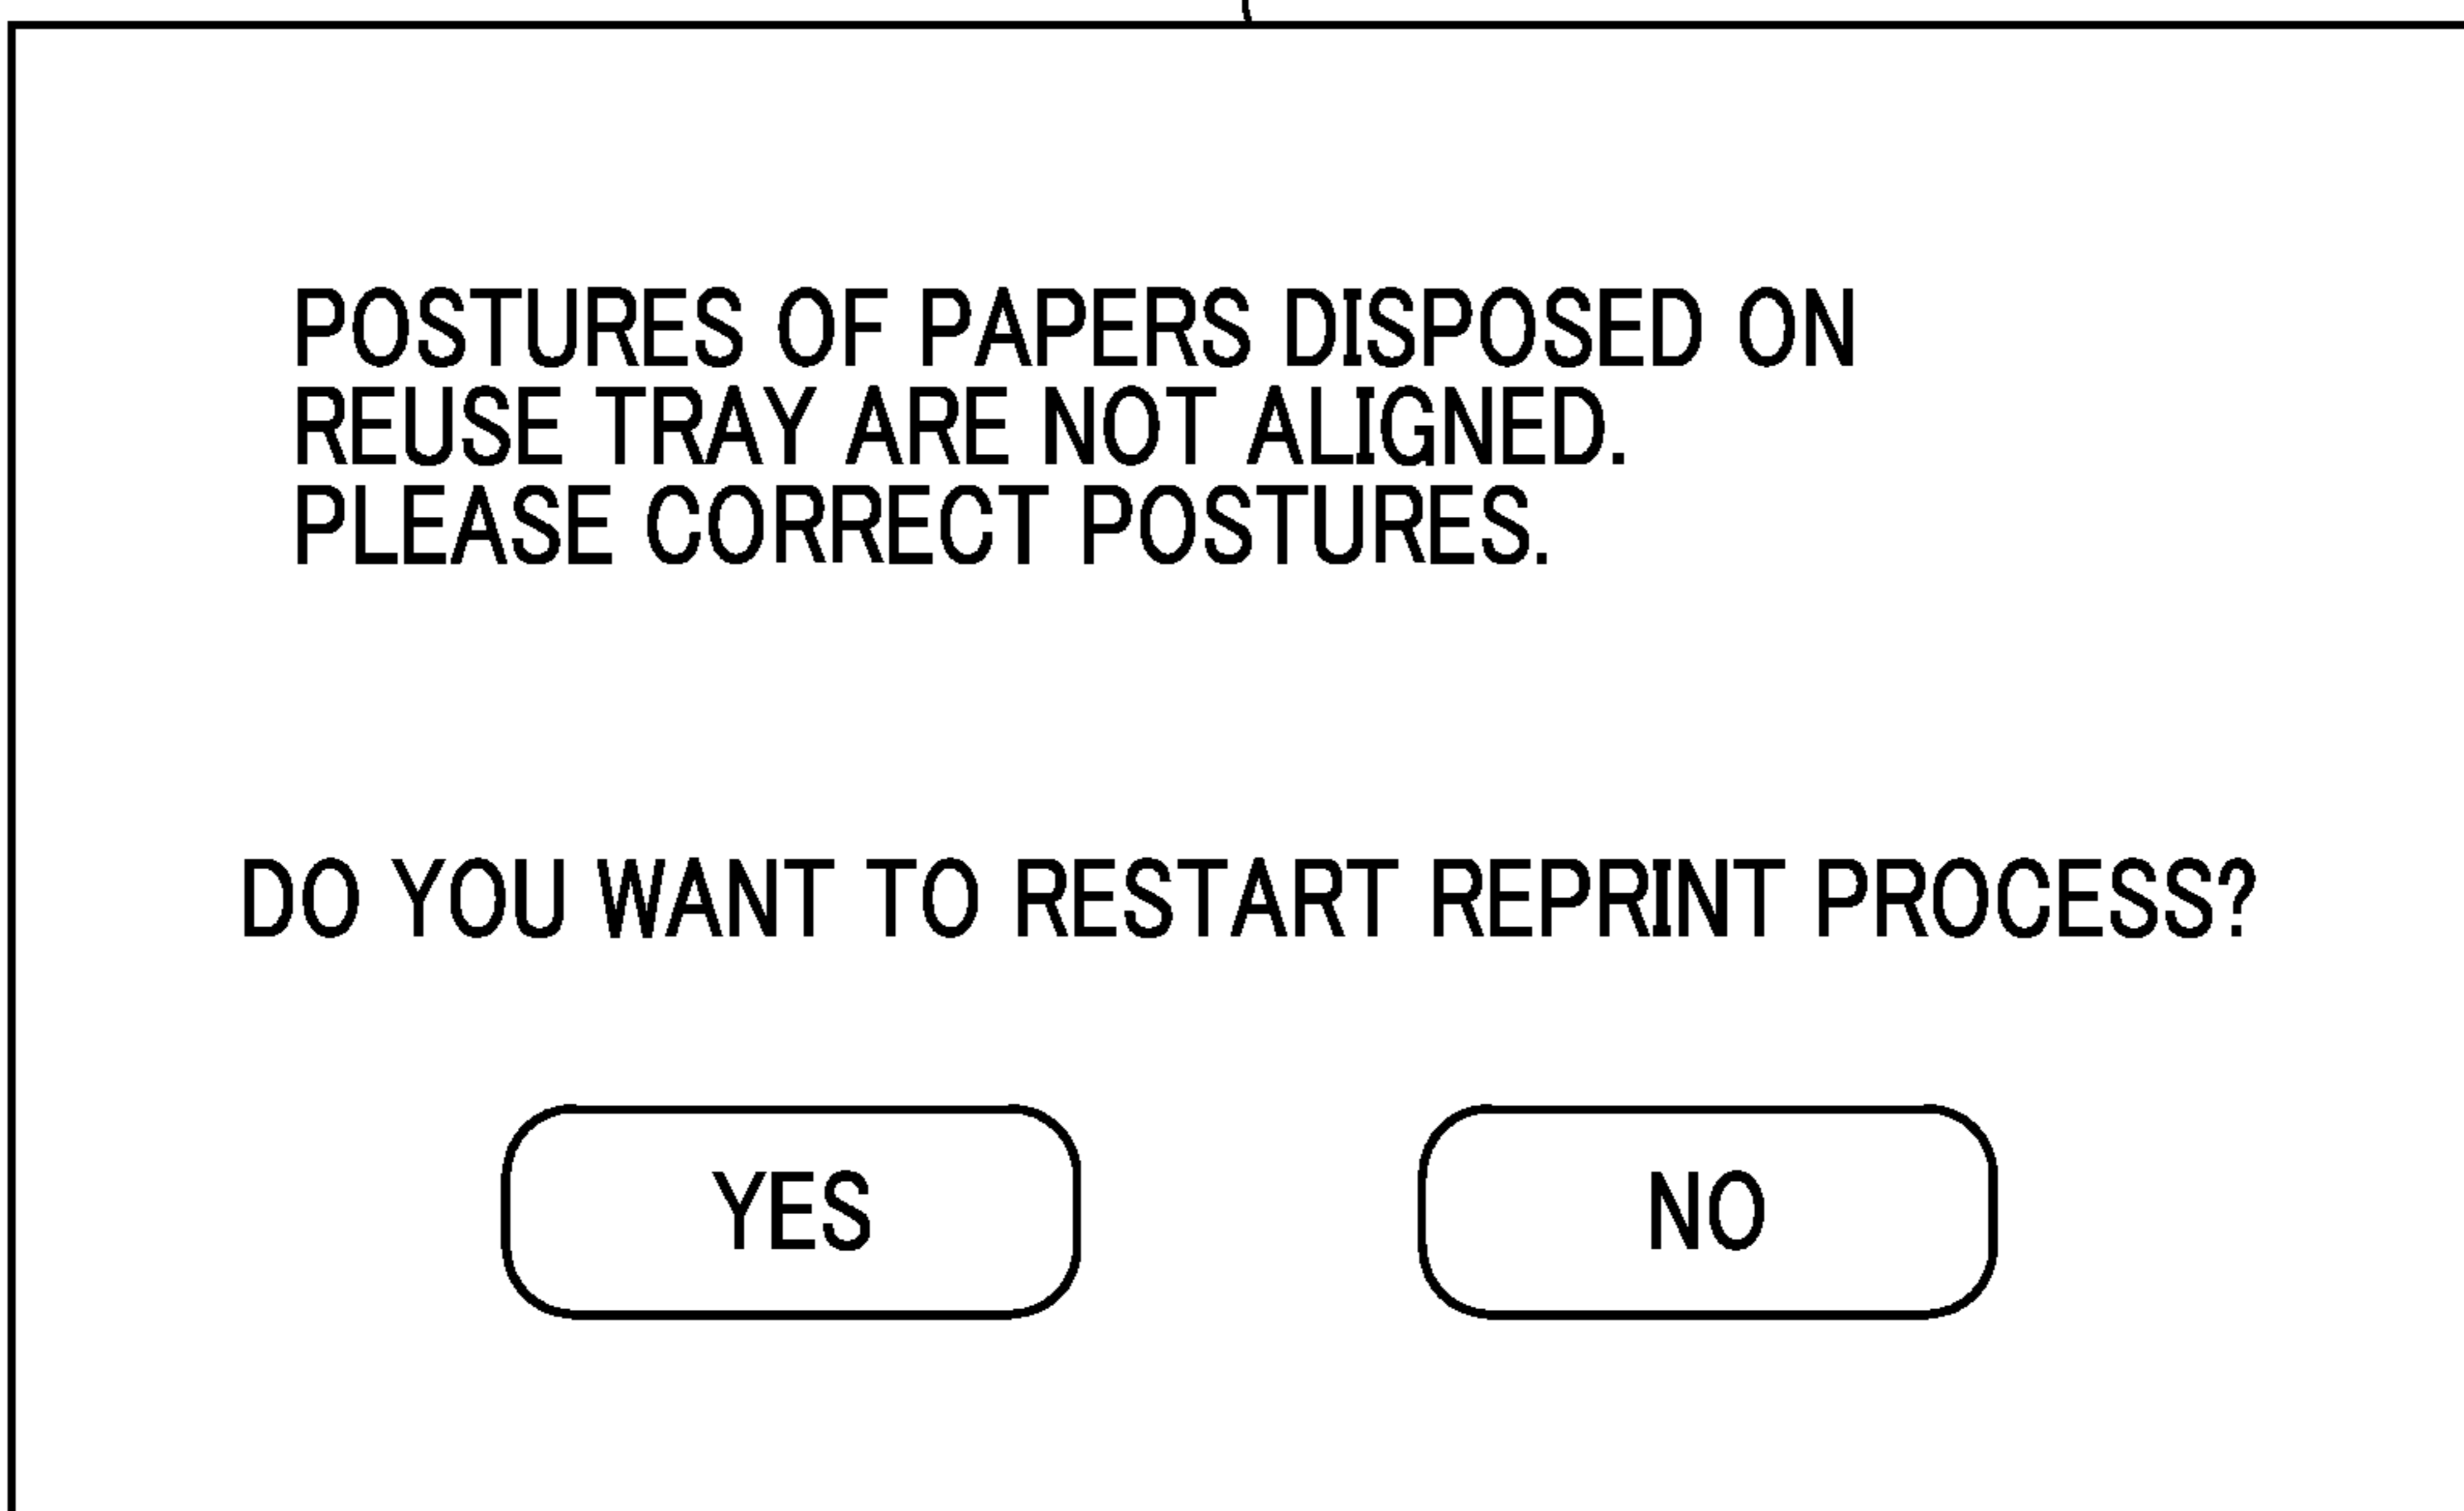 POSTURES OF PAPERS DISPOSED ON
REUSE TRAY ARE NOT ALIGNED.
PLEASE CORRECT POSTURES.
DO YOU WANT TO RESTART REPRINT PROCESS?
YES
NO